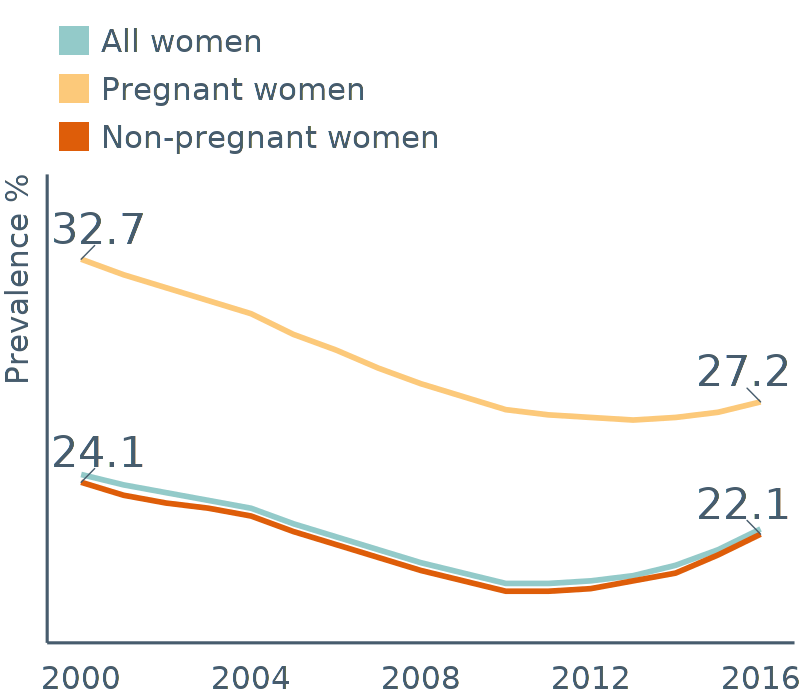 All women
Pregnant women
Non-pregnant women
Prevalence %
32.7
27.2
24.1
22.1
2000 2004 2008 2012 2016